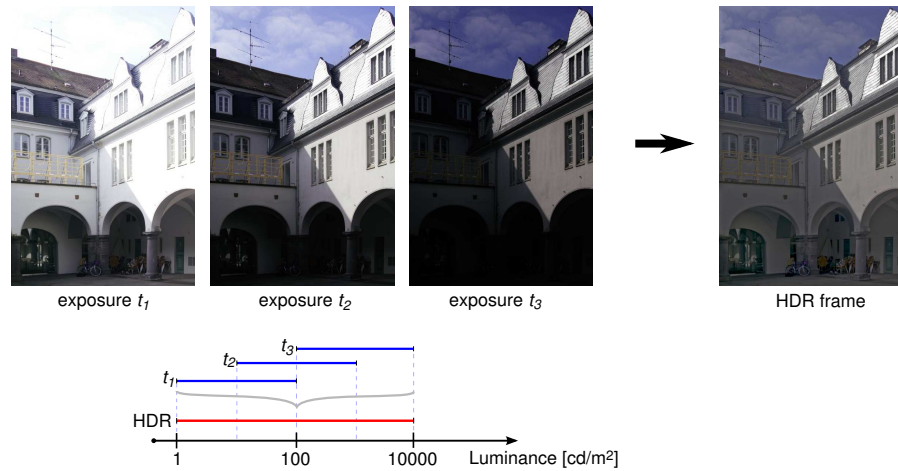 exposure t1
exposure t2
exposure t3
HDR frame
t3
t2
t1
HDR
1
100
10000
Luminance [cd/m²]